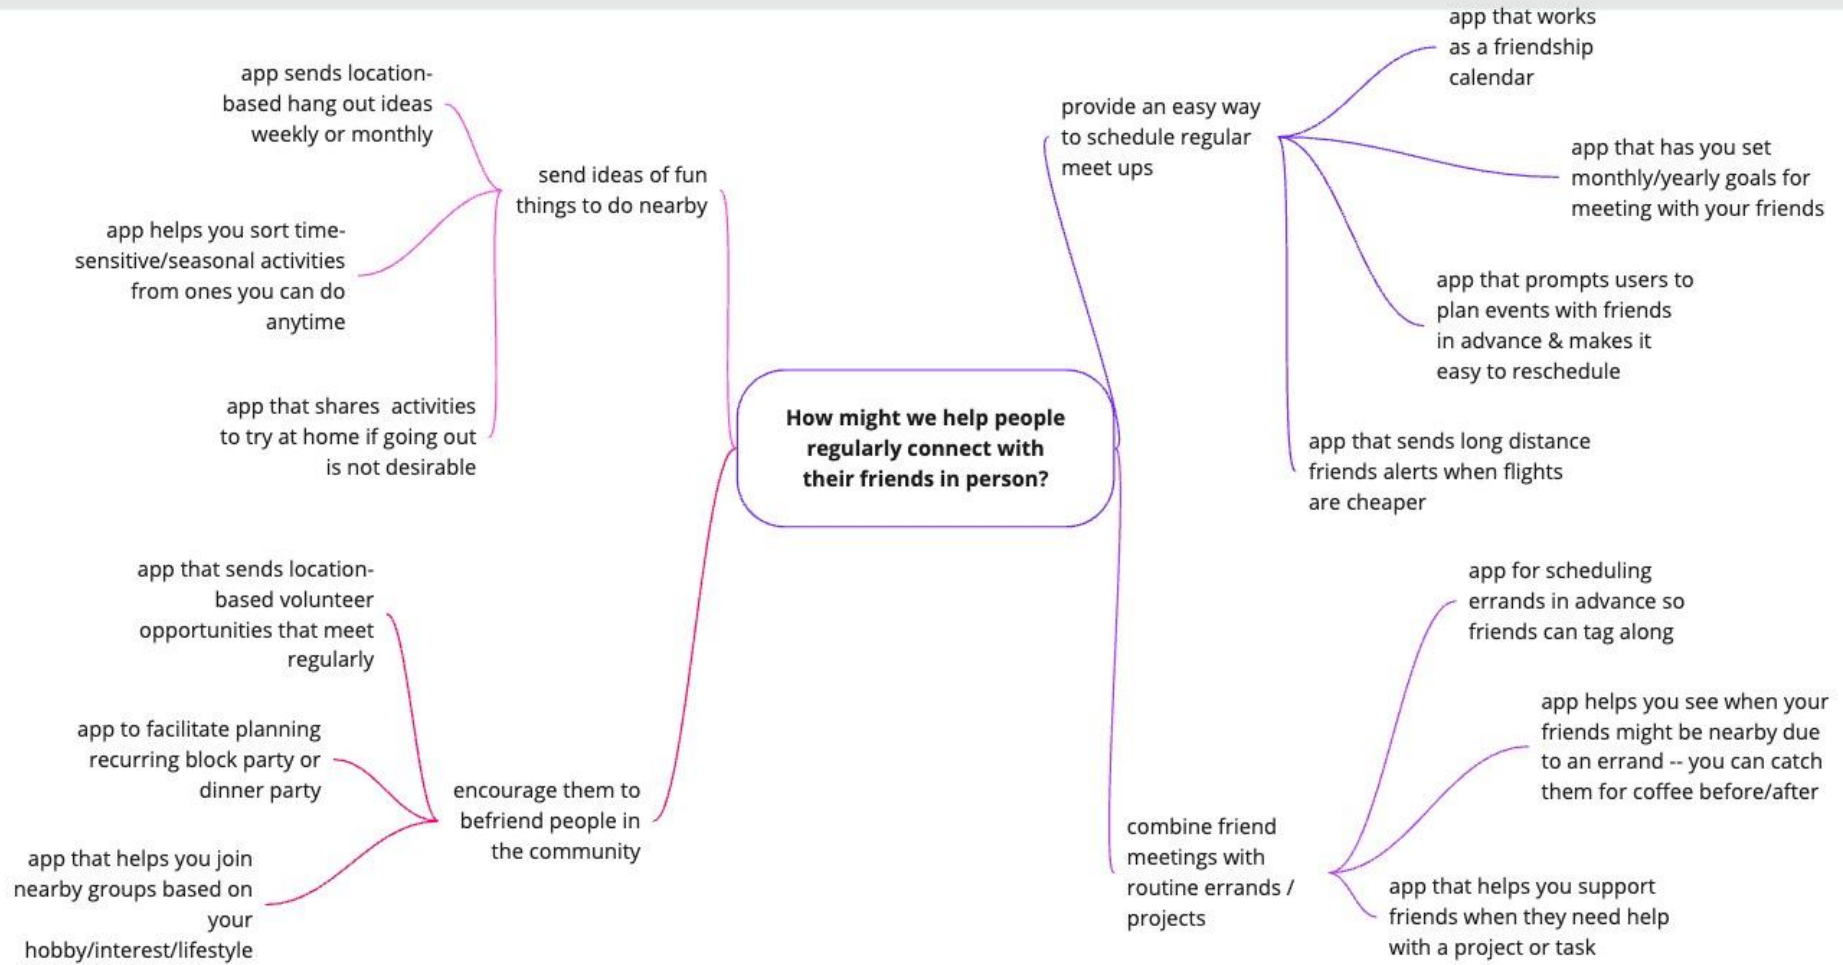 How might we help people
regularly connect with
their friends in person?
send ideas of fun
things to do nearby
app sends location-
based hang out ideas
weekly or monthly
app helps you sort time-
sensitive/seasonal activities
from ones you can do
anytime
app that shares  activities
to try at home if going out
is not desirable
encourage them to
befriend people in
the community
app that sends location-
based volunteer
opportunities that meet
regularly
app to facilitate planning
recurring block party or
dinner party
app that helps you join
nearby groups based on
your
hobby/interest/lifestyle
provide an easy way
to schedule regular
meet ups
app that works
as a friendship
calendar
app that has you set
monthly/yearly goals for
meeting with your friends
app that prompts users to
plan events with friends
in advance & makes it
easy to reschedule
app that sends long distance
friends alerts when flights
are cheaper
combine friend
meetings with
routine errands /
projects
app for scheduling
errands in advance so
friends can tag along
app helps you see when your
friends might be nearby due
to an errand -- you can catch
them for coffee before/after
app that helps you support
friends when they need help
with a project or task